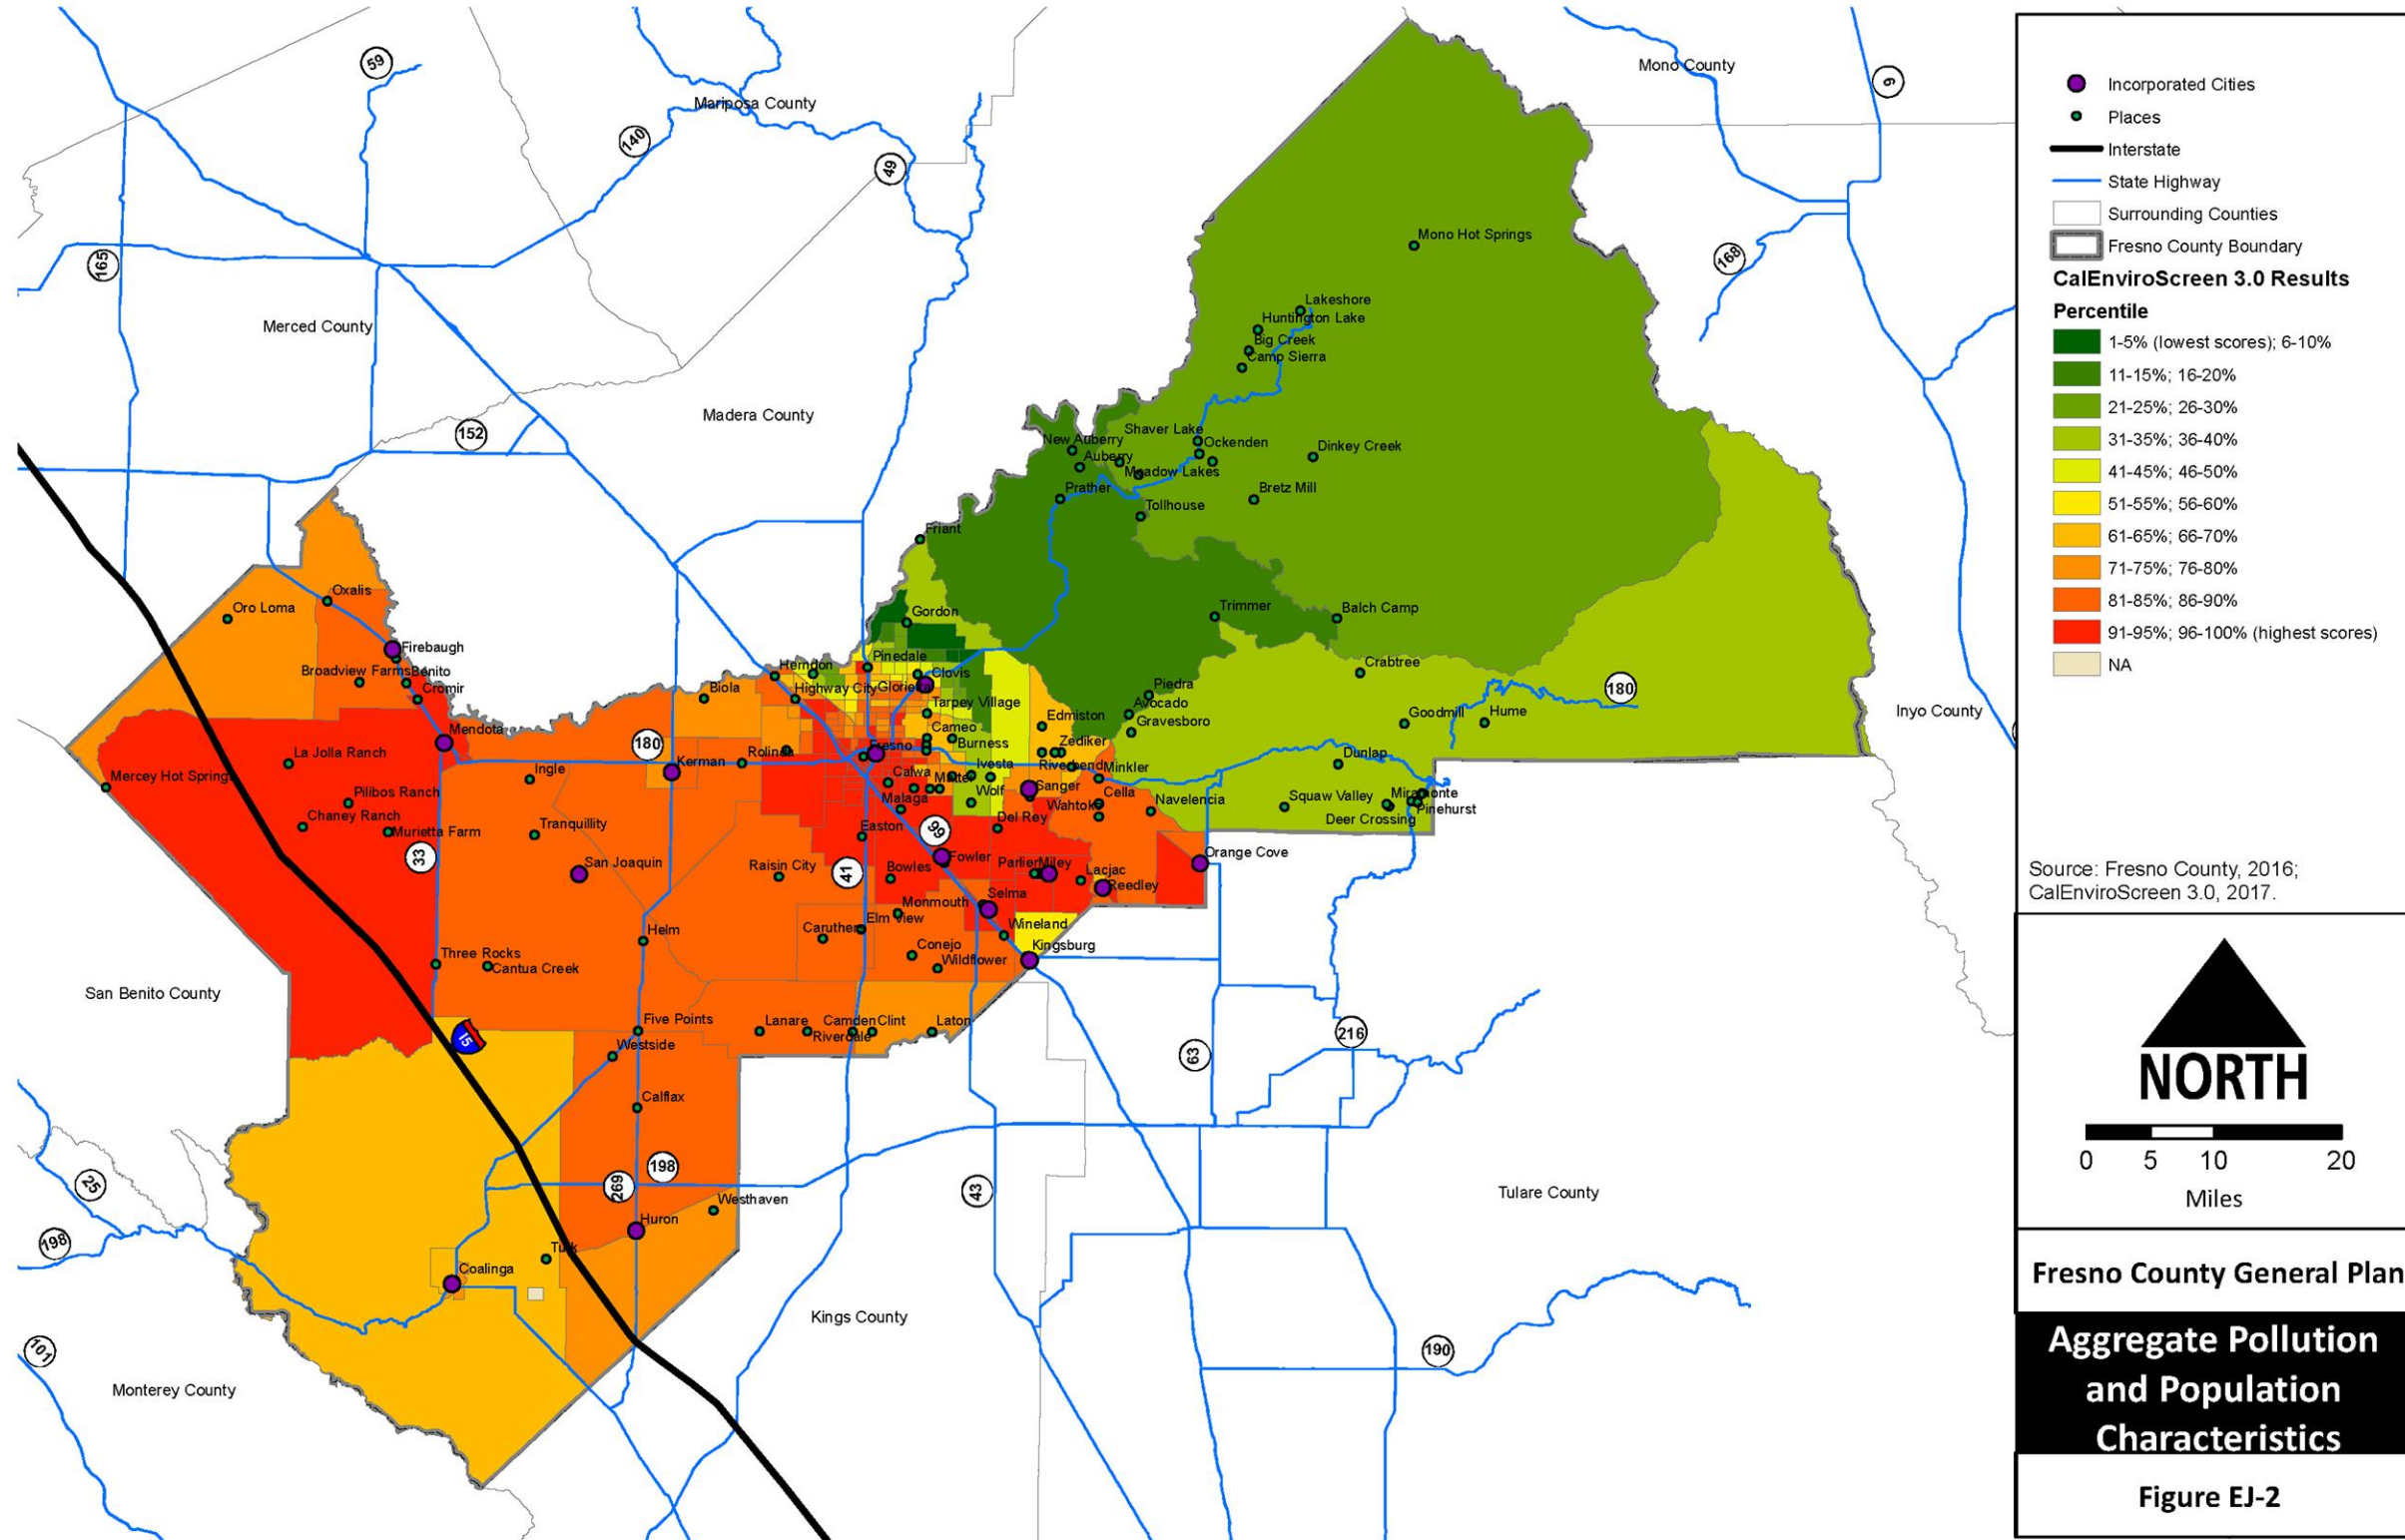 59
Mono County
6
Mariposa County
140
49
165
168
Mono Hot Springs
Lakeshore
Huntington Lake
Big Creek
Camp Sierra
Merced County
Madera County
152
New Auberry
Shaver Lake
Ockenden
Dinkey Creek
Auberry
Meadow Lakes
Prather
Bretz Mill
Tollhouse
Friant
Oxalis
Oro Loma
Gordon
Trimmer
Balch Camp
Firebaugh
Broadview Farms
Benito
Cromir
Pinedale
Herndon
Clovis
Crabtree
Biola
Highway City
Piedra
180
Tarpey Village
Avocado
Edmiston
Gravesboro
Goodmill
Hume
Inyo County
Mendota
180
Cameo
Burness
Zediker
La Jolla Ranch
Rolinda
Fresno
Dunlap
Mercey Hot Springs
Ingle
Kerman
Calwa
Ivesta
Riverbend
Minkler
Pilibos Ranch
Malaga
Wolf
Sanger
Cella
Navelencia
Squaw Valley
Miramonte
Pinehurst
Chaney Ranch
Wahtoke
Deer Crossing
Murietta Farm
Tranquillity
Easton
99
Del Rey
33
San Joaquin
Raisin City
41
Bowles
Fowler
Parlier
Miley
Lacjac
Orange Cove
Reedley
Selma
Monmouth
Elm View
Caruthers
Wineland
Helm
Conejo
Kingsburg
Three Rocks
Cantua Creek
Wildflower
San Benito County
15
Five Points
Lanare
Camden
Clint
Laton
Riverdale
Westside
216
63
Calflax
25
198
269
43
Westhaven
Tulare County
198
Huron
Turk
Coalinga
Kings County
101
190
Monterey County
Incorporated Cities
Places
Interstate
State Highway
Surrounding Counties
Fresno County Boundary
CalEnviroScreen 3.0 Results
Percentile
1-5% (lowest scores); 6-10%
11-15%; 16-20%
21-25%; 26-30%
31-35%; 36-40%
41-45%; 46-50%
51-55%; 56-60%
61-65%; 66-70%
71-75%; 76-80%
81-85%; 86-90%
91-95%; 96-100% (highest scores)
NA
Source: Fresno County, 2016;
CalEnviroScreen 3.0, 2017.
NORTH
0 5 10 20
Miles
Fresno County General Plan
Aggregate Pollution
and Population
Characteristics
Figure EJ-2